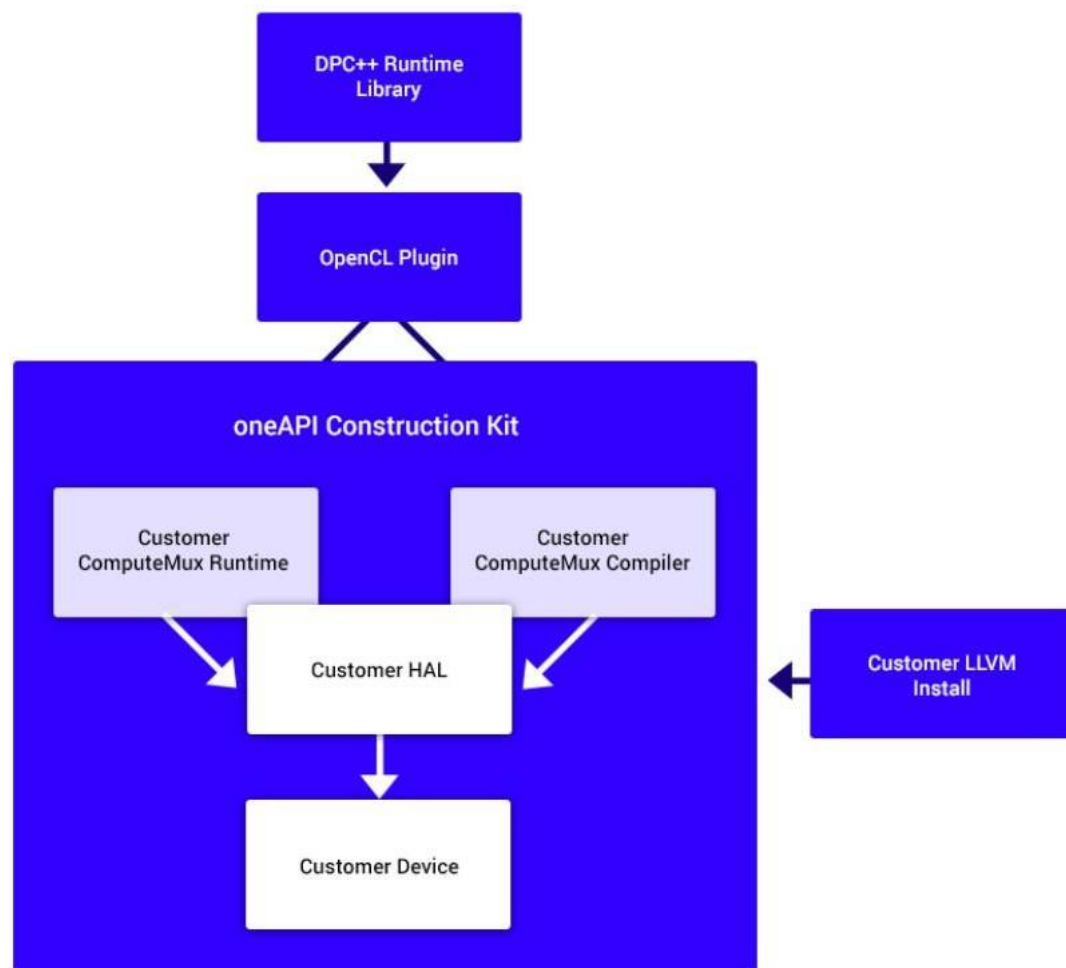 DPC++ Runtime
Library
OpenCL Plugin
oneAPI Construction Kit
Customer
ComputeMux Runtime
Customer
ComputeMux Compiler
Customer HAL
Customer LLVM
Install
Customer Device